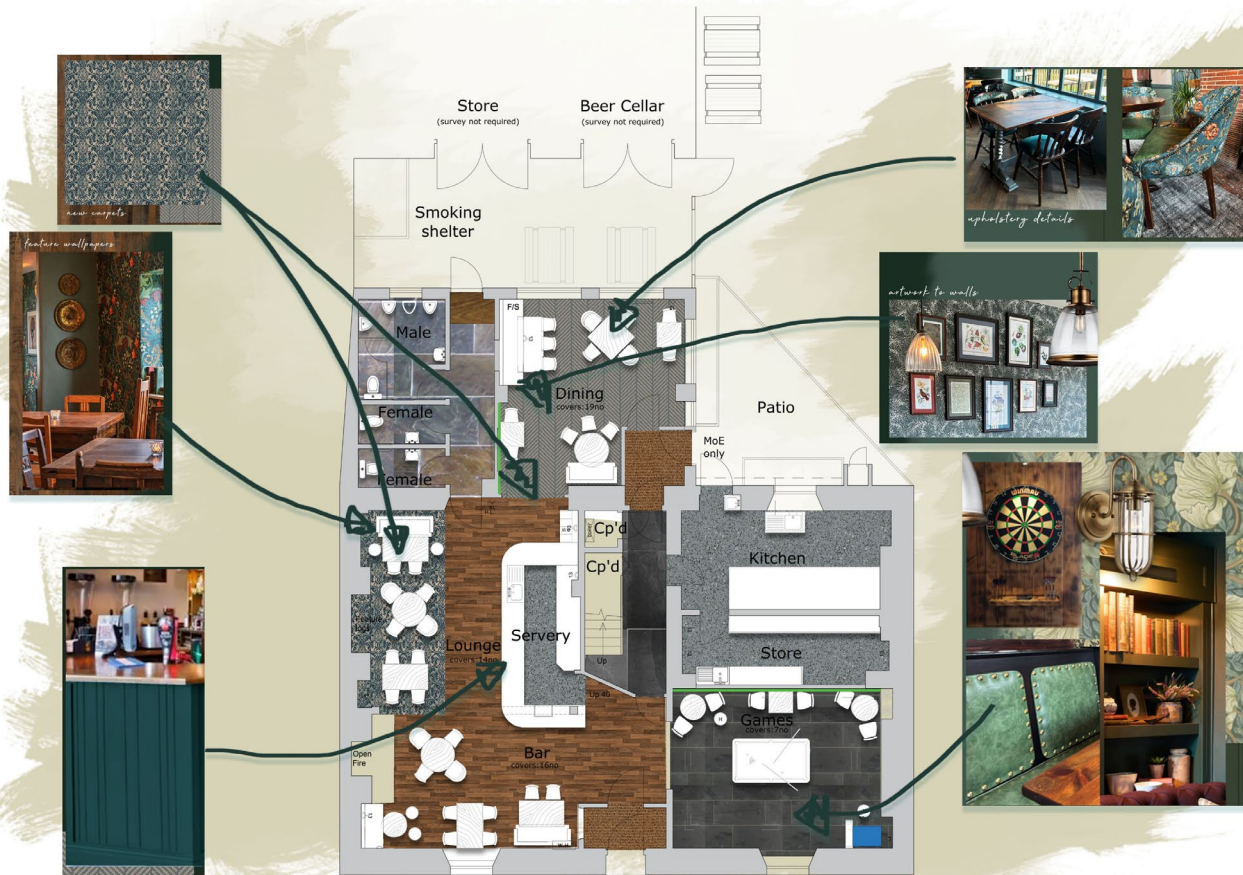 Store
(survey not required)
Beer Cellar
(survey not required)
new carpets
Smoking
shelter
upholstery details
feature wallpapers
artwork to walls
F/S
Male
Dining
covers:19no
Female
Patio
MoE
only
Female
WINMAU
Cp'd
Cp'd
Kitchen
Servery
Lounge
covers:14no
Store
Up
Up 40
Games
covers:7no
H
Open
Fire
Bar
covers:16no